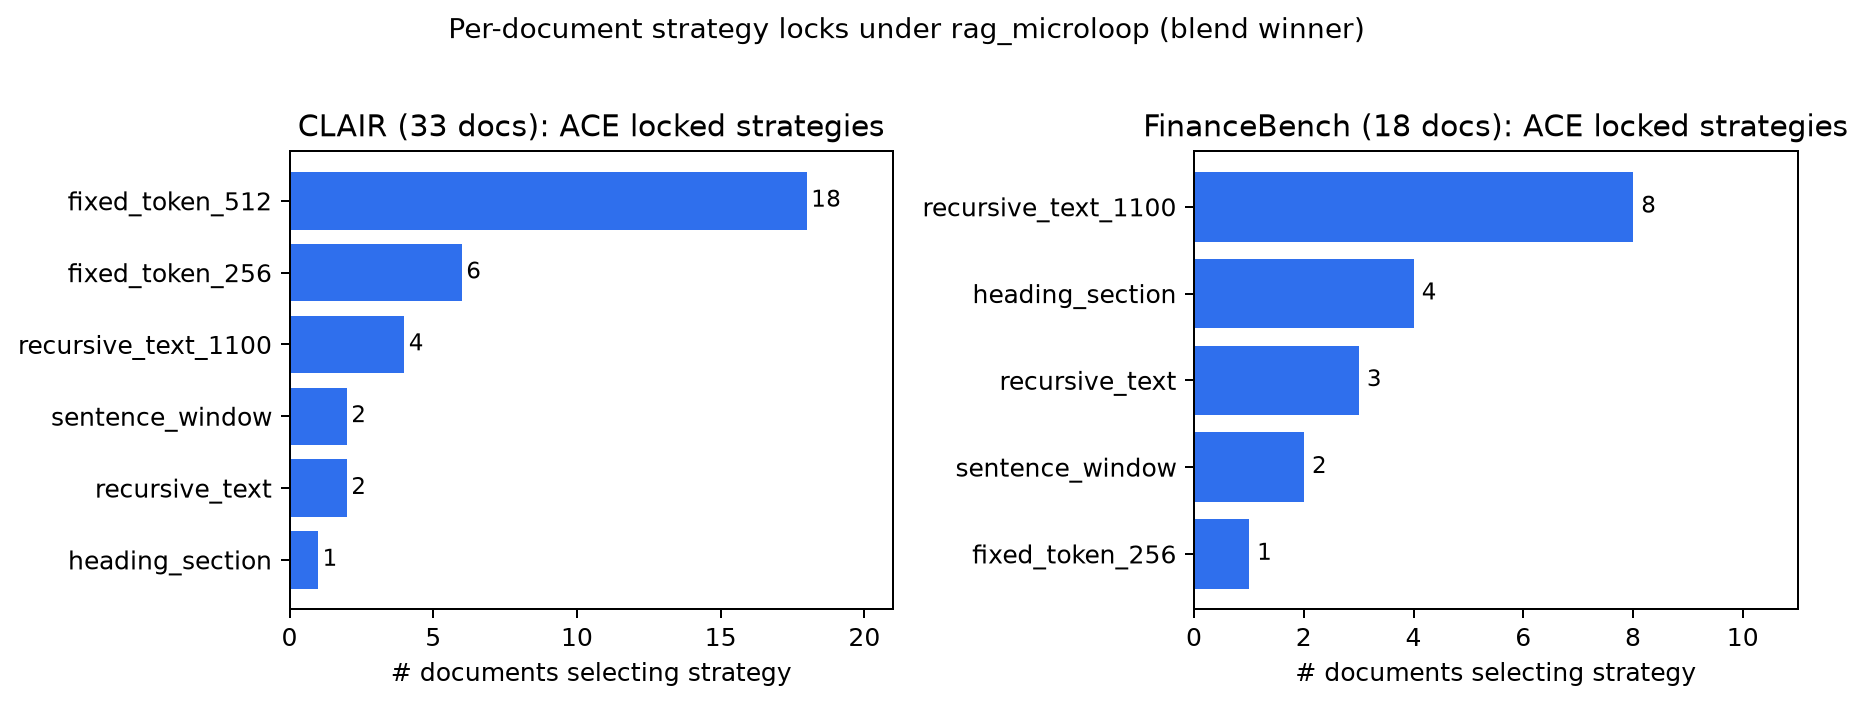 Per-document strategy locks under rag_microloop (blend winner)
CLAIR (33 docs): ACE locked strategies
fixed_token_512
18
fixed_token_256
6
recursive_text_1100
4
sentence_window
2
recursive_text
2
heading_section
1
0 5 10 15 20
# documents selecting strategy
FinanceBench (18 docs): ACE locked strategies
recursive_text_1100
8
heading_section
4
recursive_text
3
sentence_window
2
fixed_token_256
1
0 2 4 6 8 10
# documents selecting strategy